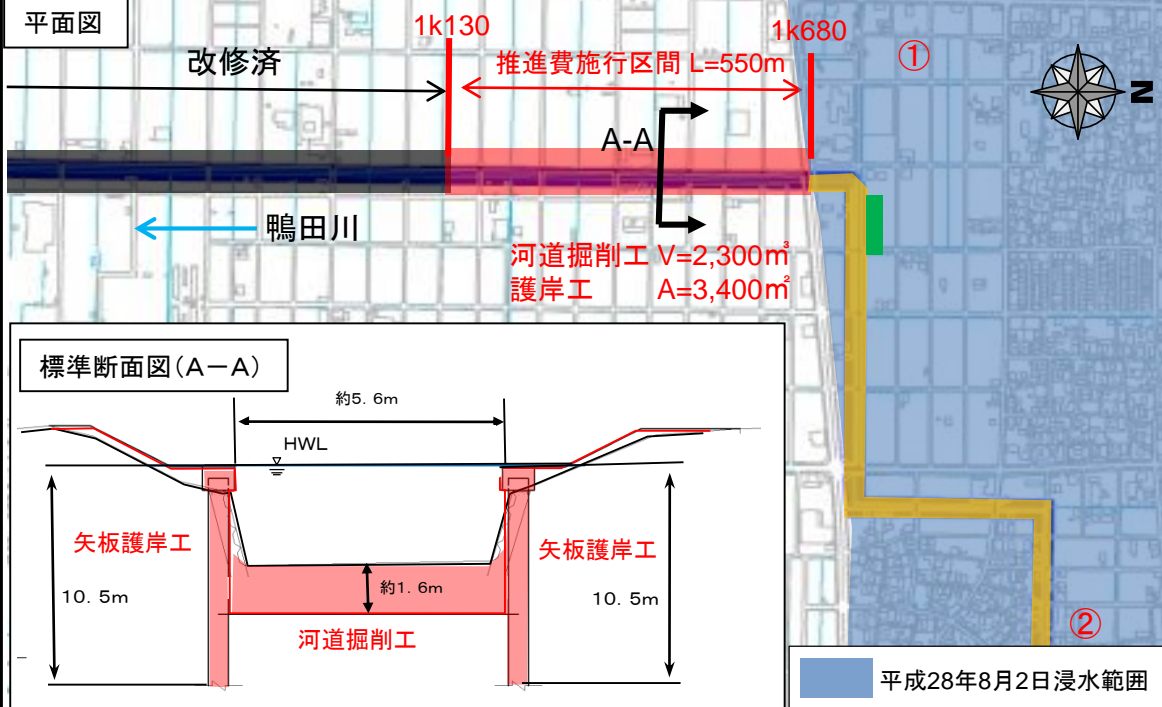 平面図
1k130
1k680
改修済
推進費施行区間 L=550m
①
N
A-A
鴨田川
河道掘削工 V=2,300㎥
護岸工 A=3,400㎡
標準断面図(A-A)
約5.6m
HWL
矢板護岸工
矢板護岸工
10.5m
約1.6m
10.5m
河道掘削工
②
平成28年8月2日浸水範囲